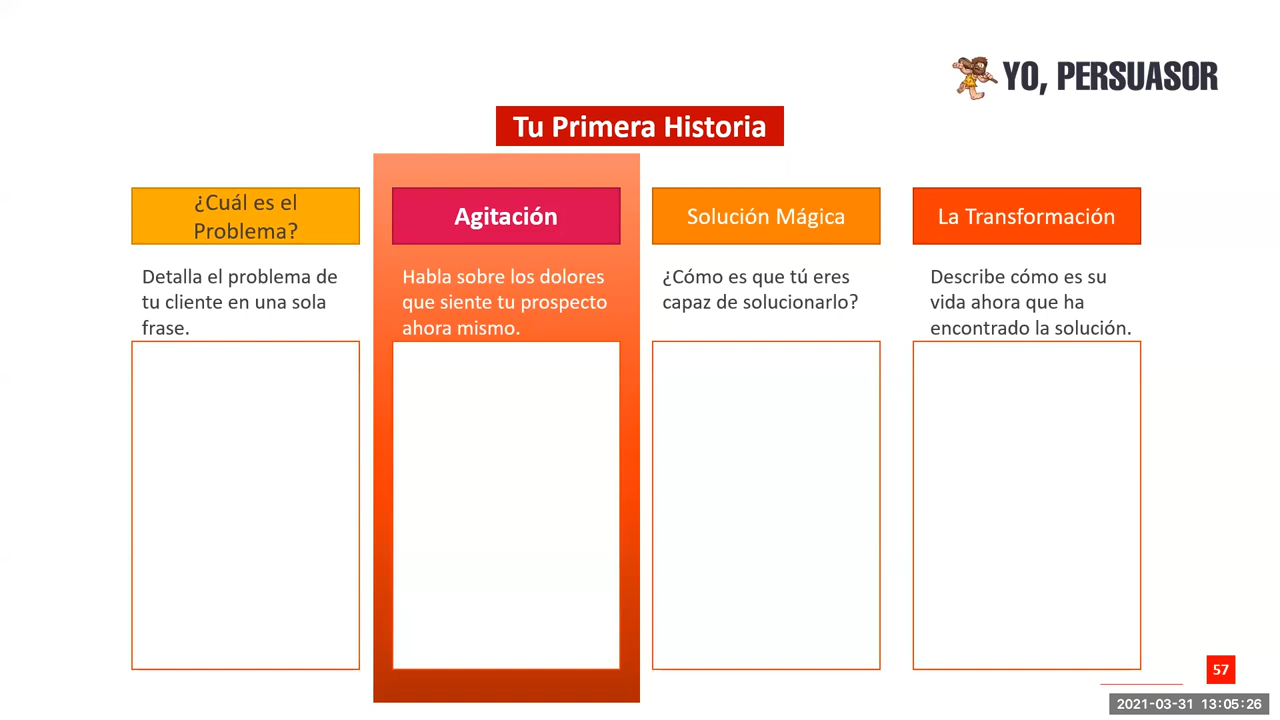 YO, PERSUASOR
Tu Primera Historia
¿Cuál es el
Problema?
Detalla el problema de
tu cliente en una sola
frase.
Agitación
Habla sobre los dolores
que siente tu prospecto
ahora mismo.
Solución Mágica
¿Cómo es que tú eres
capaz de solucionarlo?
La Transformación
Describe cómo es su
vida ahora que ha
encontrado la solución.
57
2021-03-31 13:05:26